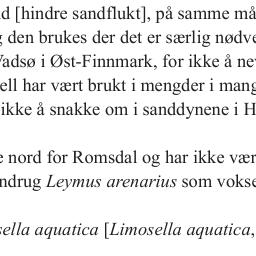 d [hindre sandflukt], på samme må
den brukes der det er særlig nødve
Vadsø i Øst-Finnmark, for ikke å ne
ell har vært brukt i mengder i mang
ikke å snakke om i sanddynene i H
nord for Romsdal og har ikke vær
ndrug Leymus arenarius som vokse
sella aquatica [Limosella aquatica,